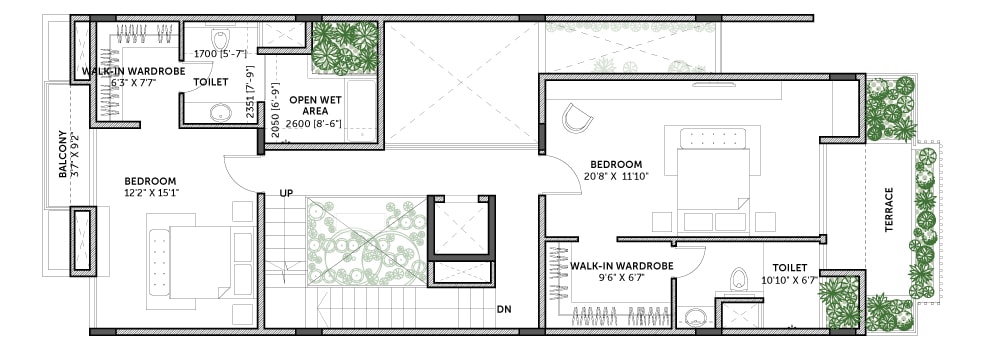 1700 [5'-7"]
WALK-IN WARDROBE
6'3" X 7'7"
TOILET
2351 [7'-9"]
2050 [6'-9"]
OPEN WET
AREA
2600 [8'-6"]
BALCONY
3'7" X 9'2"
BEDROOM
12'2" X 15'1"
UP
DN
BEDROOM
20'8" X 11'10"
TERRACE
WALK-IN WARDROBE
9'6" X 6'7"
TOILET
10'10" X 6'7"